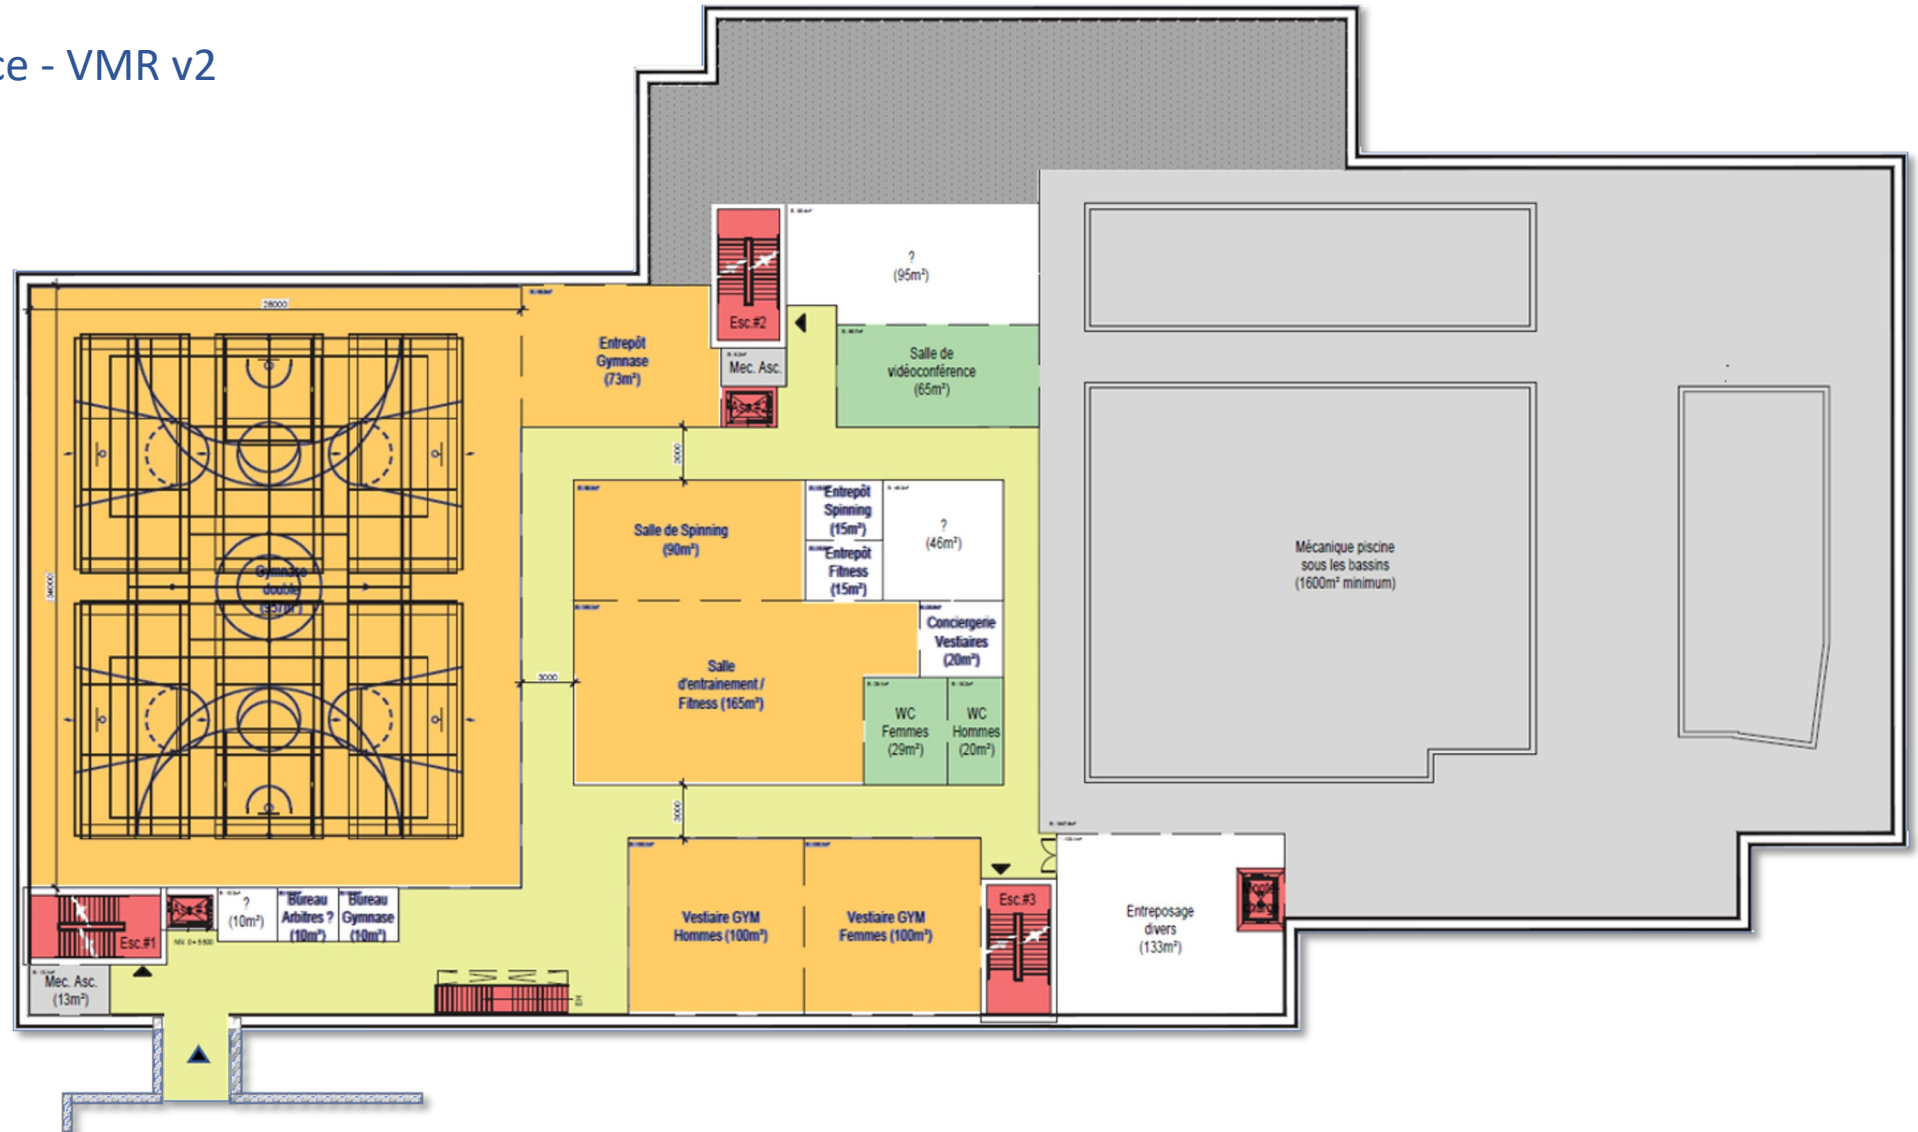 ce - VMR v2
?
(95m²)
Esc.#2
28000
Entrepôt
Gymnase
(73m²)
Mec. Asc.
Salle de
vidéoconférence
(65m²)
3000
Salle de Spinning
(90m²)
Entrepôt
Spinning
(15m²)
?
(46m²)
Entrepôt
Fitness
(15m²)
Mécanique piscine
sous les bassins
(1600m² minimum)
34000
Gymnase
double
Conciergerie
Vestiaires
(20m²)
3000
Salle
d'entrainement /
Fitness (165m²)
WC
Femmes
(29m²)
WC
Hommes
(20m²)
3000
Esc.#1
?
(10m²)
Bureau
Arbitres ?
(10m²)
Bureau
Gymnase
(10m²)
Vestiaire GYM
Hommes (100m²)
Vestiaire GYM
Femmes (100m²)
Esc.#3
Entreposage
divers
(133m²)
Mec. Asc.
(13m²)